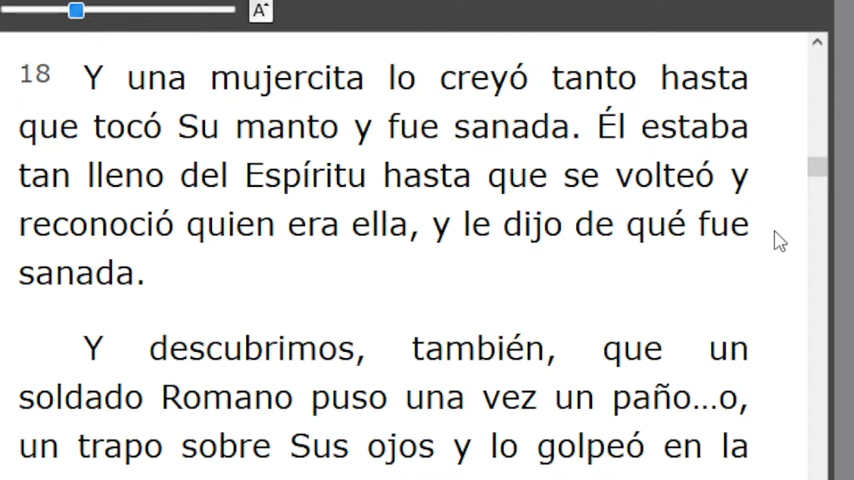 A
18 Y una mujercita lo creyó tanto hasta
que tocó Su manto y fue sanada. Él estaba
tan lleno del Espíritu hasta que se volteó y
reconoció quien era ella, y le dijo de qué fue
sanada.
Y descubrimos, también, que un
soldado Romano puso una vez un paño...o,
un trapo sobre Sus ojos y lo golpeó en la